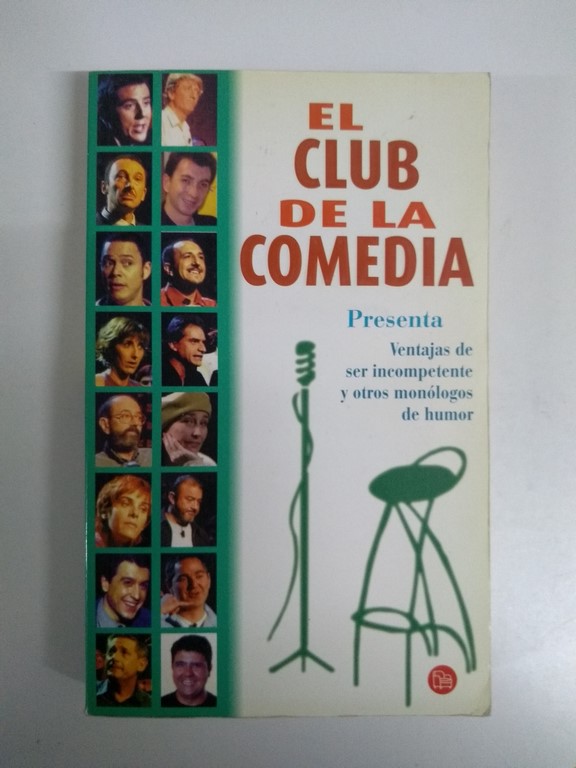 EL
CLUB
DE LA
COMEDIA
Presenta
Ventajas de
ser incompetente
y otros monólogos
de humor